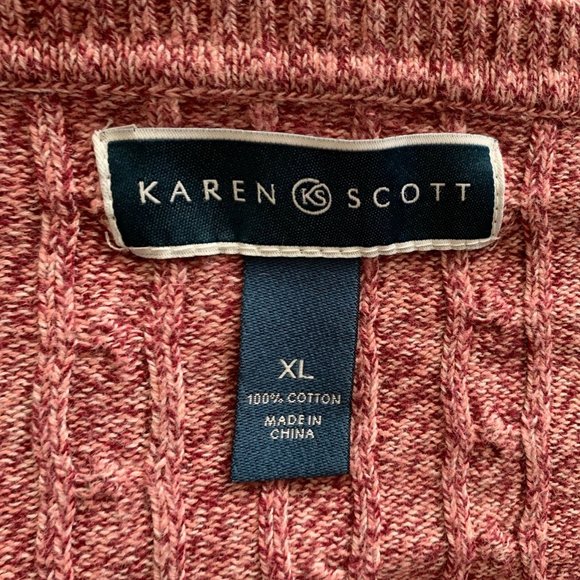 KAREN KS SCOTT
XL
100% COTTON
MADE IN
CHINA